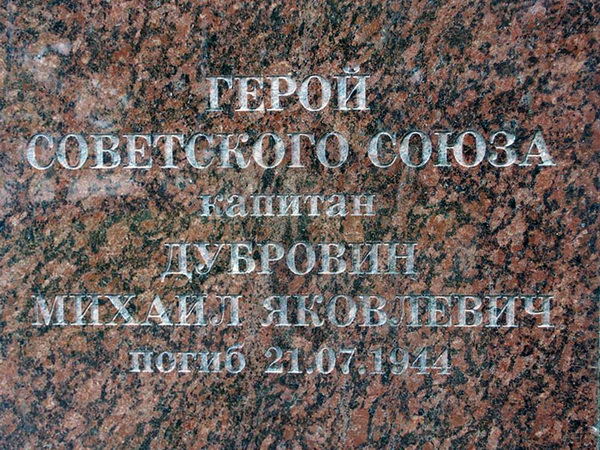 ГЕРОЙ
СОВЕТСКОГО СОЮЗА
капитан
ДУБРОВИН
МИХАИЛ ЯКОВЛЕВИЧ
погиб 21.07.1944